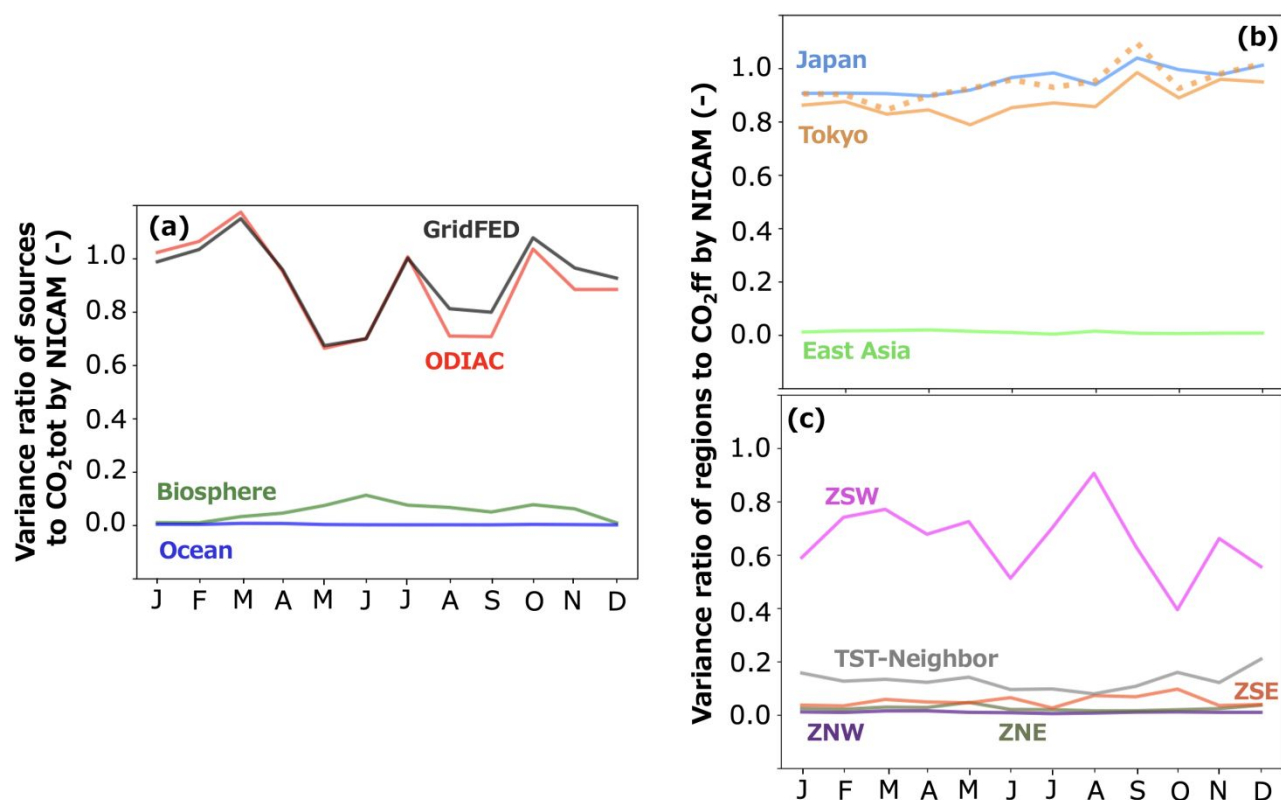 Variance ratio of sources
to CO₂tot by NICAM (-)
(a)
1.0
0.8
0.6
0.4
0.2
0.0
GridFED
ODIAC
Biosphere
Ocean
J F M A M J J A S O N D
Variance ratio of regions to CO₂ff by NICAM (-)
(b)
1.0
0.8
0.6
0.4
0.2
0.0
Japan
Tokyo
East Asia
(c)
1.0
0.8
0.6
0.4
0.2
0.0
ZSW
TST-Neighbor
ZSE
ZNW
ZNE
J F M A M J J A S O N D